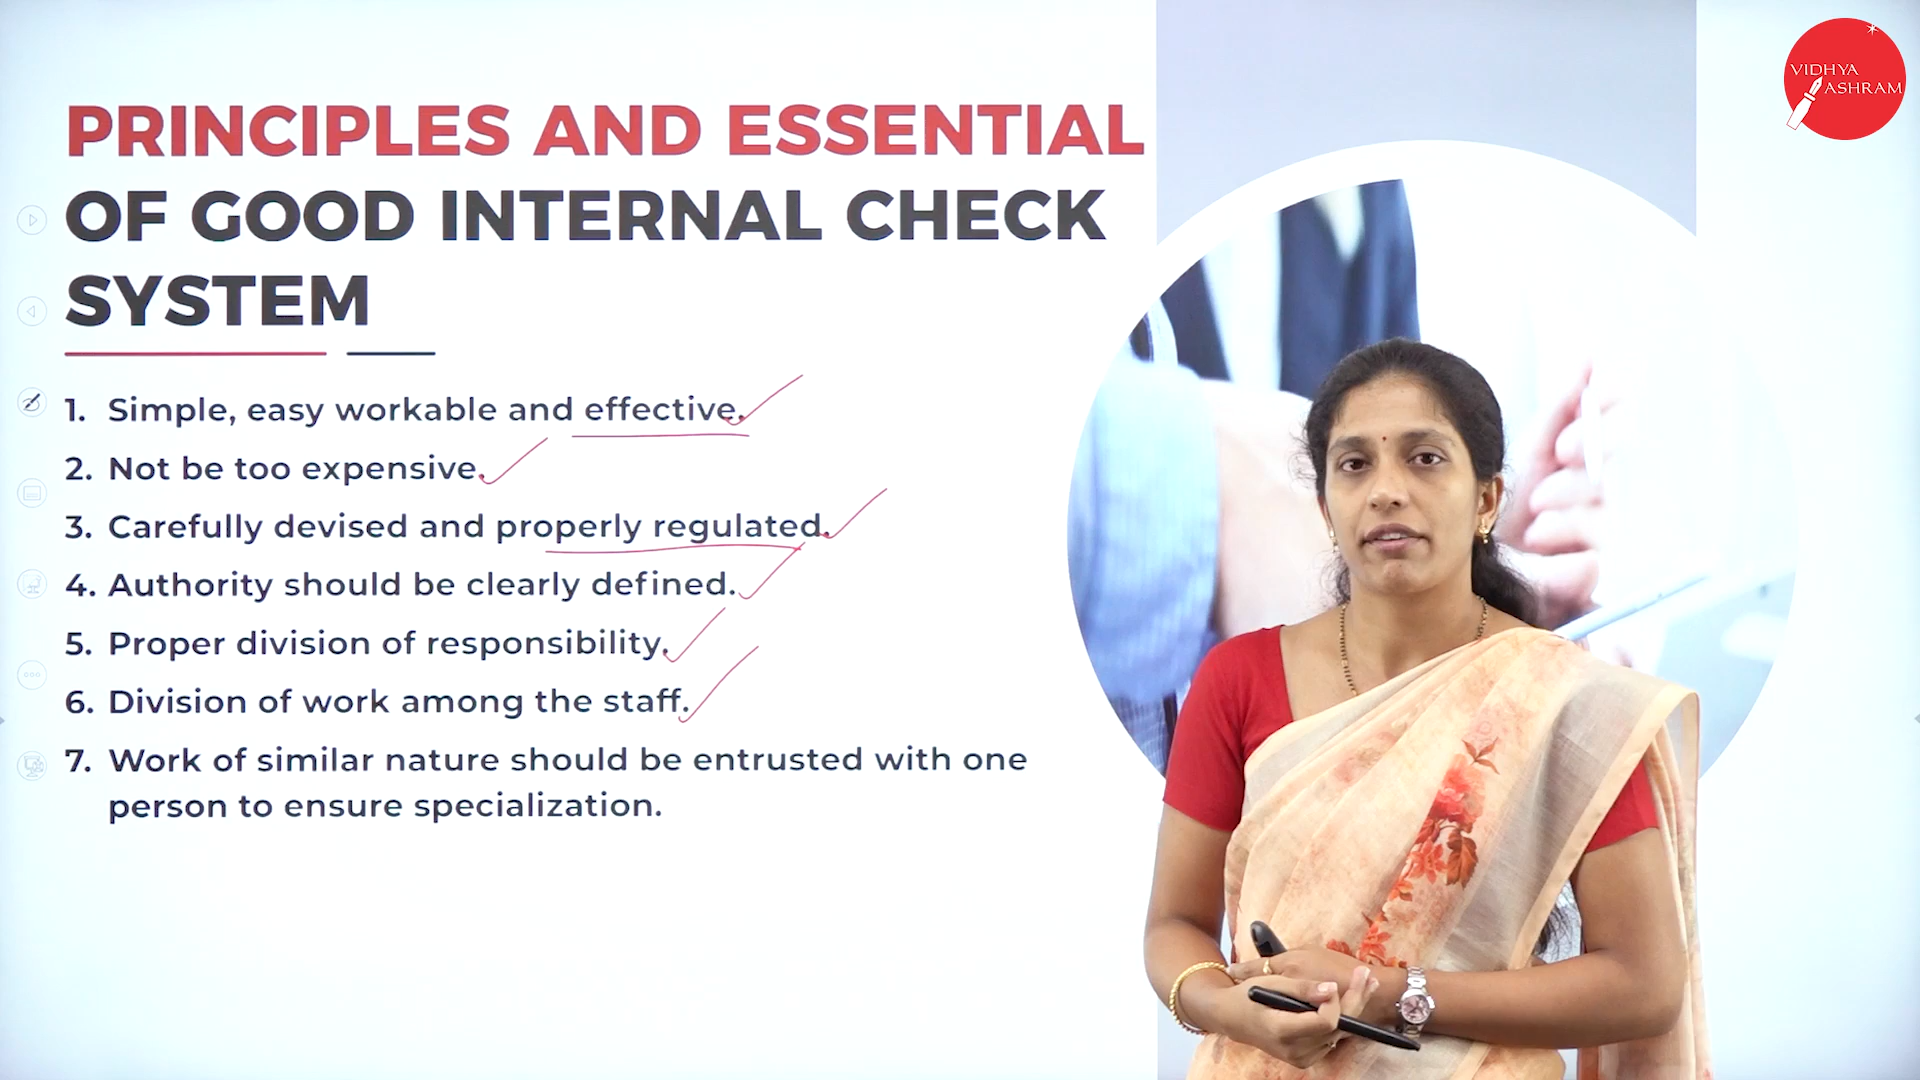 VIDHYA
ASHRAM
PRINCIPLES AND ESSENTIAL
OF GOOD INTERNAL CHECK
SYSTEM
1. Simple, easy workable and effective.
2. Not be too expensive.
3. Carefully devised and properly regulated.
4. Authority should be clearly defined.
5. Proper division of responsibility.
6. Division of work among the staff.
7. Work of similar nature should be entrusted with one
person to ensure specialization.